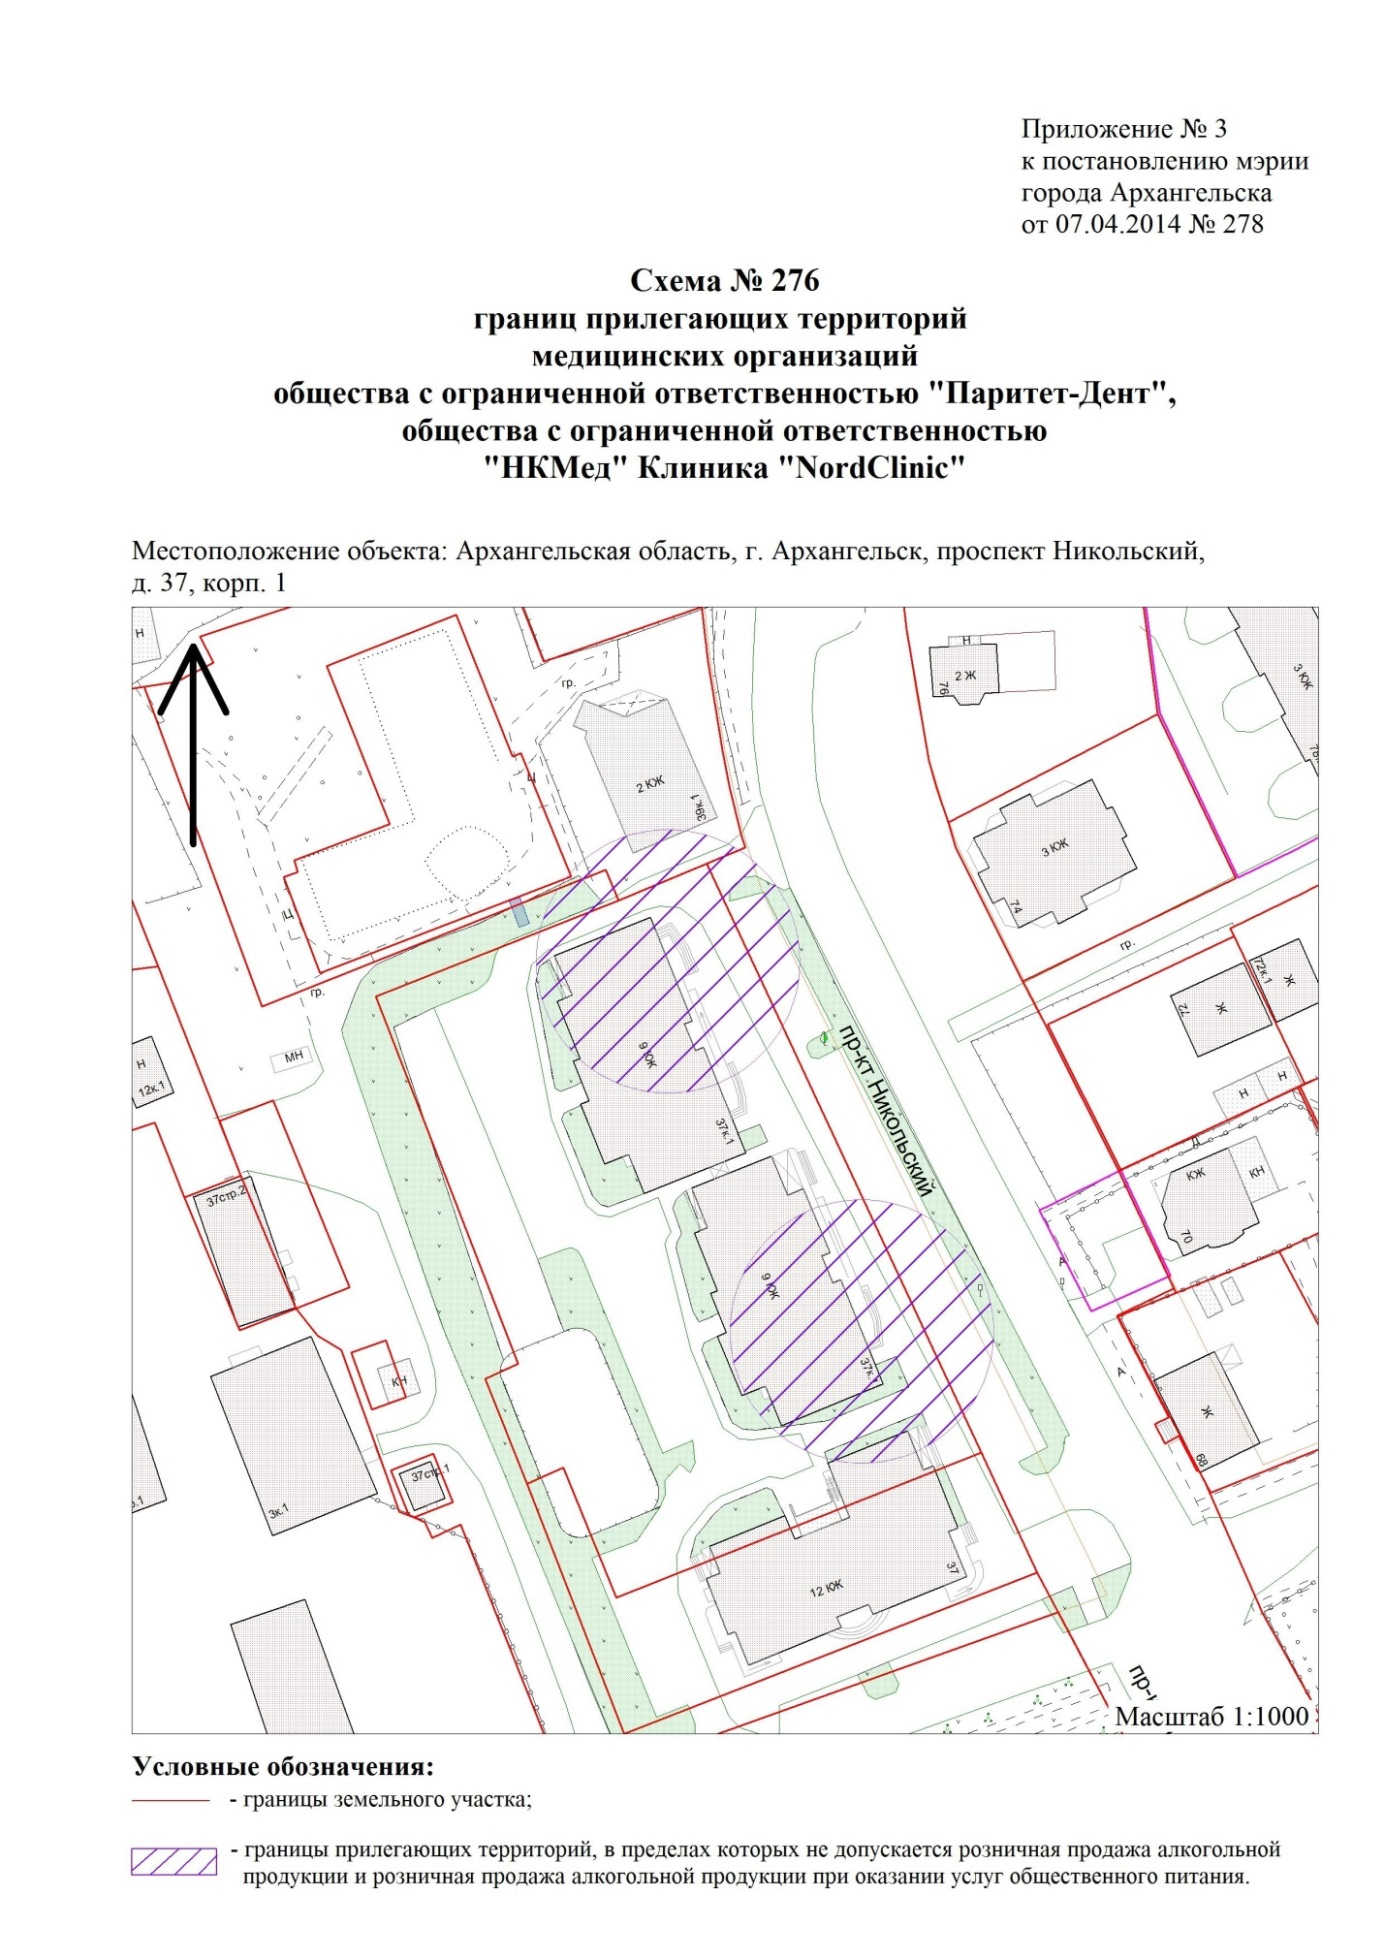 Приложение № 3
к постановлению мэрии
города Архангельска
от 07.04.2014 № 278
Схема № 276
границ прилегающих территорий
медицинских организаций
общества с ограниченной ответственностью "Паритет-Дент",
общества с ограниченной ответственностью
"НКМед" Клиника "NordClinic"
Местоположение объекта: Архангельская область, г. Архангельск, проспект Никольский,
д. 37, корп. 1
Н
Н
2 Ж
76
3 КЖ
гр.
Ц
2 КЖ
39к.1
3 КЖ
74
Ц
гр.
гр.
72к.1
Ж
Ж
72
МН
Н
12к.1
9 КЖ
пр-кт Никольский
Н
Н
37к.1
Д
КЖ
КН
70
37стр.2
А
9 КЖ
37к.
А
КН
Ж
68
37стр.1
3к.1
12 КЖ
37
Масштаб 1:1000
Условные обозначения:
- границы земельного участка;
- границы прилегающих территорий, в пределах которых не допускается розничная продажа алкогольной
продукции и розничная продажа алкогольной продукции при оказании услуг общественного питания.